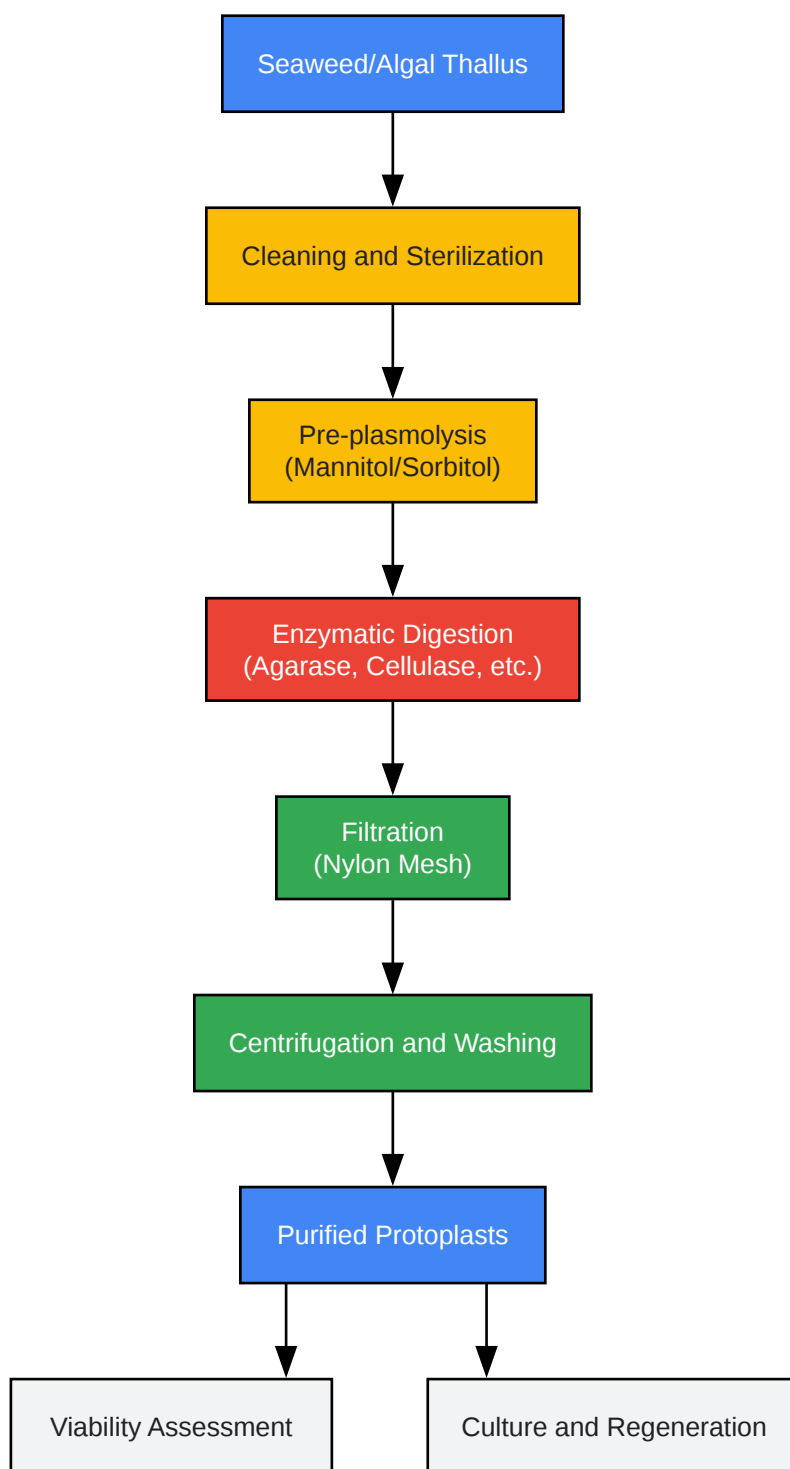 Seaweed/Algal Thallus
Cleaning and Sterilization
Pre-plasmolysis
(Mannitol/Sorbitol)
Enzymatic Digestion
(Agarase, Cellulase, etc.)
Filtration
(Nylon Mesh)
Centrifugation and Washing
Purified Protoplasts
Viability Assessment
Culture and Regeneration